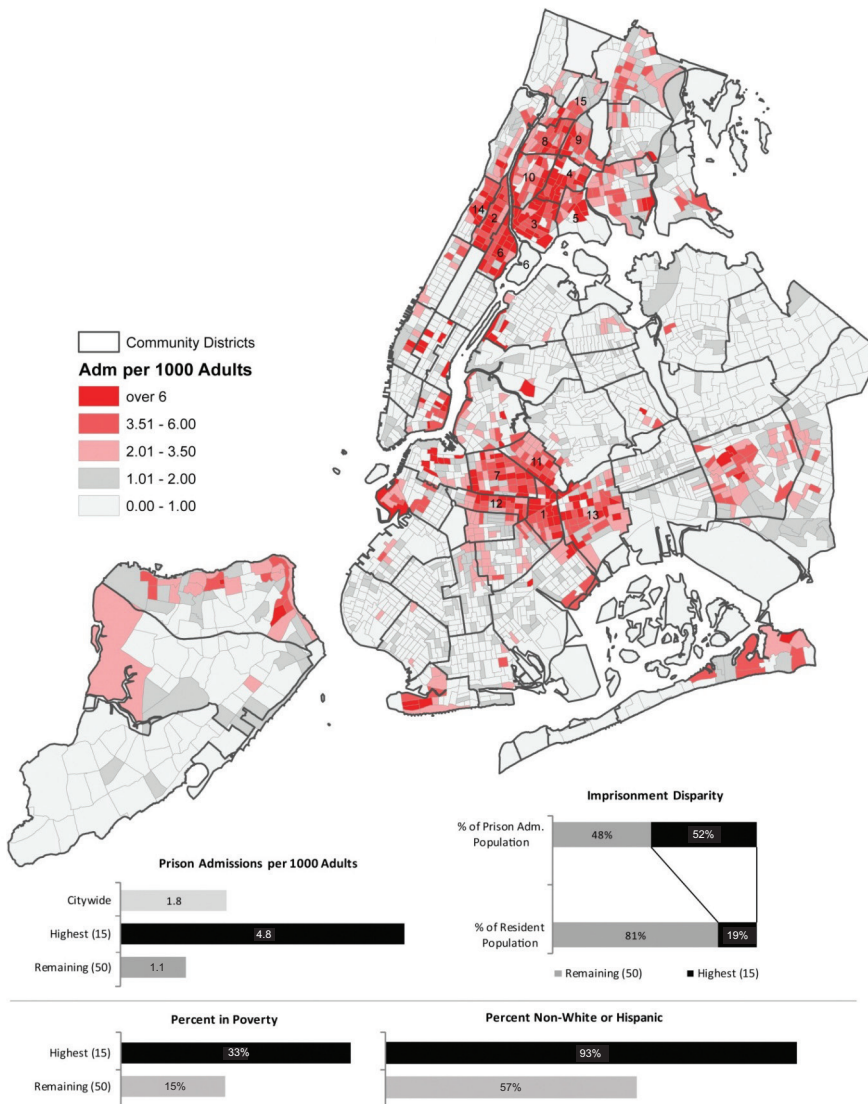 15
8
9
10
4
14
2
3
5
6
6
Community Districts
Adm per 1000 Adults
over 6
3.51 - 6.00
2.01 - 3.50
1.01 - 2.00
0.00 - 1.00
11
7
12
1
13
Imprisonment Disparity
% of Prison Adm.
Population
48%
52%
% of Resident
Population
81%
19%
Remaining (50)
Highest (15)
Prison Admissions per 1000 Adults
Citywide
1.8
Highest (15)
4.8
Remaining (50)
1.1
Percent in Poverty
Highest (15)
33%
Remaining (50)
15%
Percent Non-White or Hispanic
93%
57%